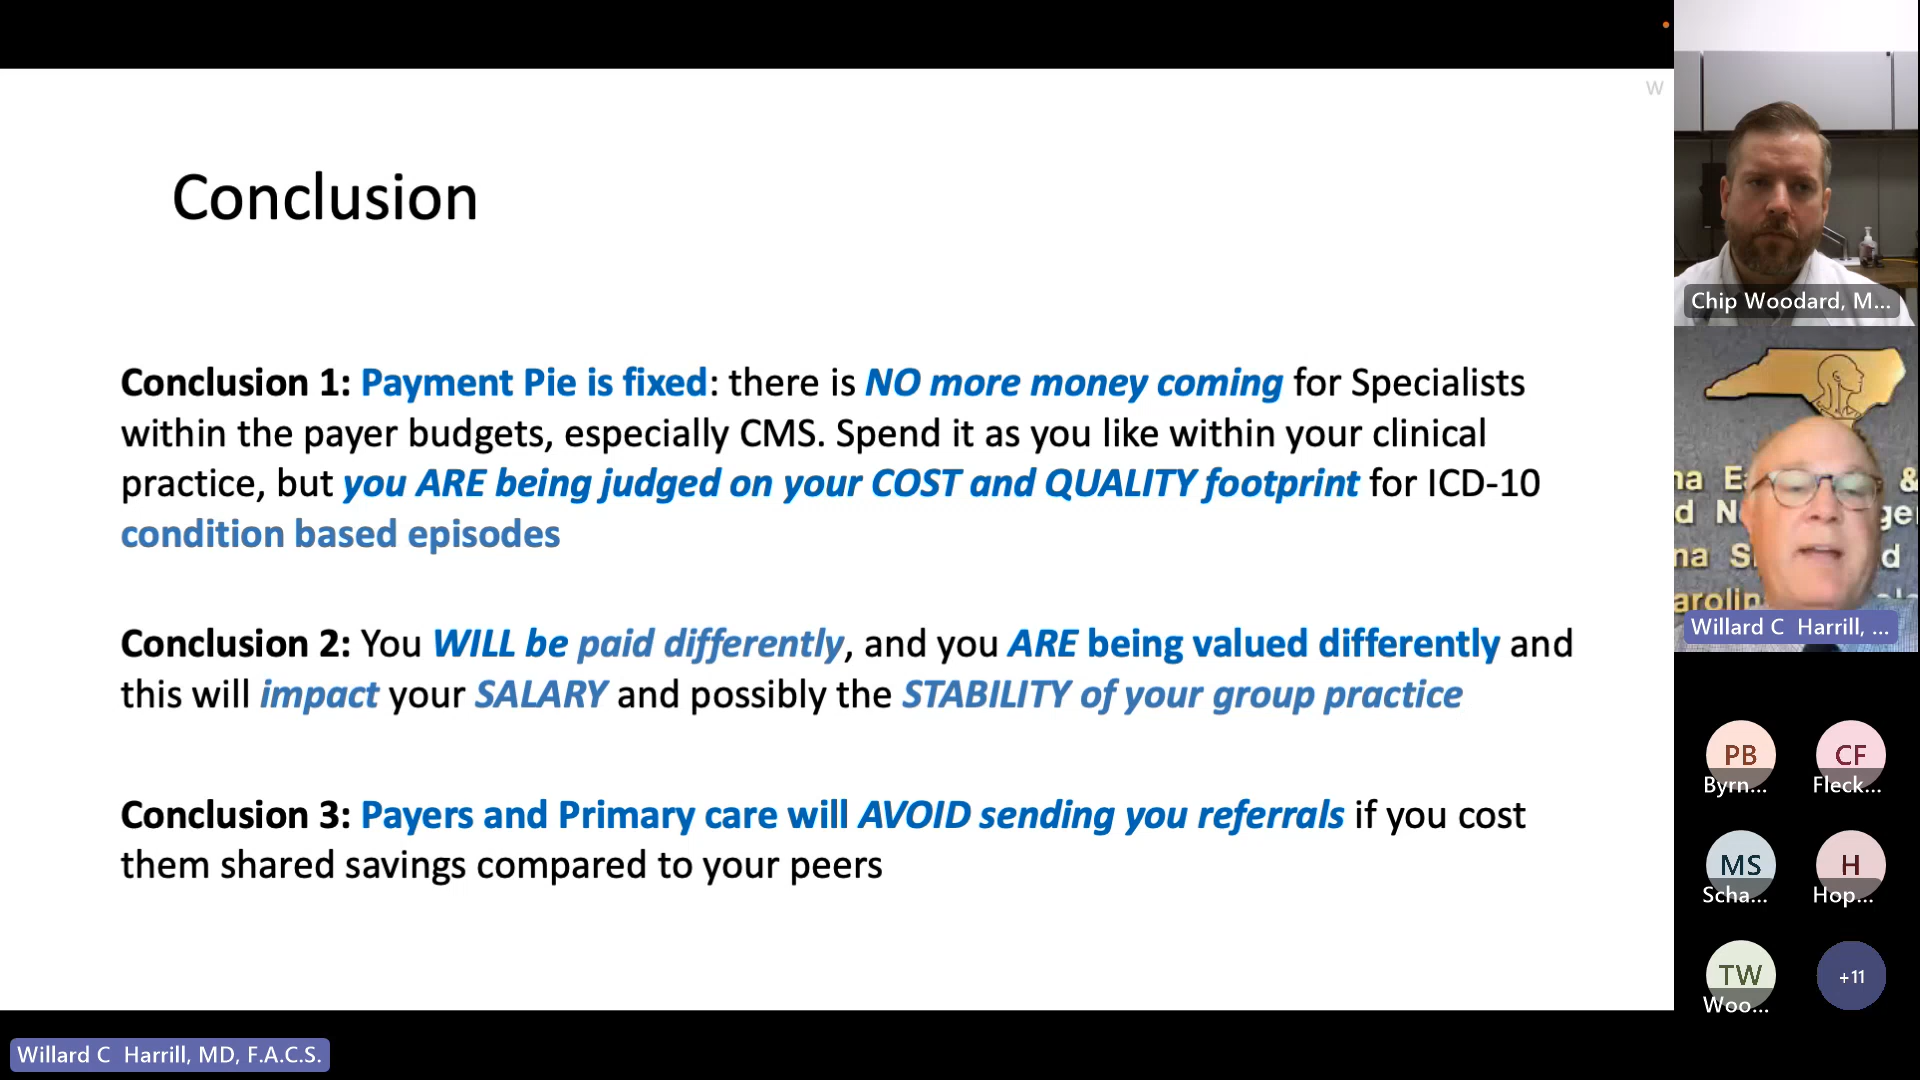 W
Conclusion
Conclusion 1: Payment Pie is fixed: there is NO more money coming for Specialists
within the payer budgets, especially CMS. Spend it as you like within your clinical
practice, but you ARE being judged on your COST and QUALITY footprint for ICD-10
condition based episodes
Conclusion 2: You WILL be paid differently, and you ARE being valued differently and
this will impact your SALARY and possibly the STABILITY of your group practice
Conclusion 3: Payers and Primary care will AVOID sending you referrals if you cost
them shared savings compared to your peers
Chip Woodard, M...
na E &
d N ge
na S d
arolin
Willard C Harrill, ...
PB CF
Byrn... Fleck...
MS H
Scha... Hop...
TW +11
Woo...
Willard C Harrill, MD, F.A.C.S.